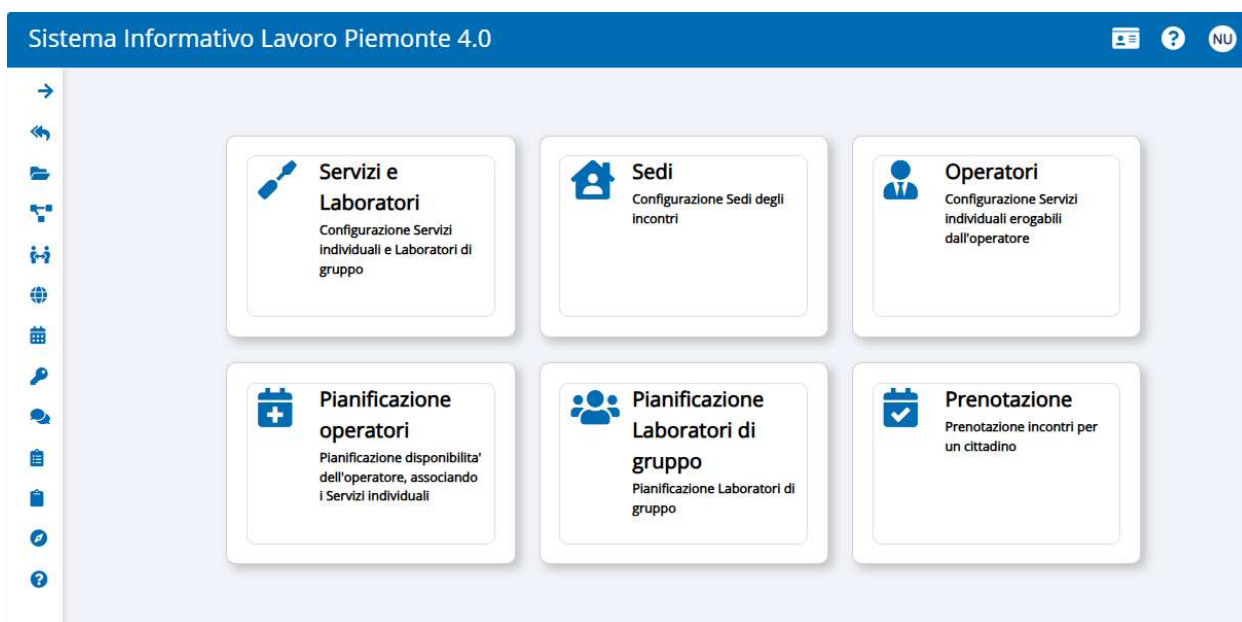 Sistema Informativo Lavoro Piemonte 4.0
NU
Servizi e
Laboratori
Configurazione Servizi
individuali e Laboratori di
gruppo
Sedi
Configurazione Sedi degli
incontri
Operatori
Configurazione Servizi
individuali erogabili
dall'operatore
Pianificazione
operatori
Pianificazione disponibilita'
dell'operatore, associando
i Servizi individuali
Pianificazione
Laboratori di
gruppo
Pianificazione Laboratori di
gruppo
Prenotazione
Prenotazione incontri per
un cittadino